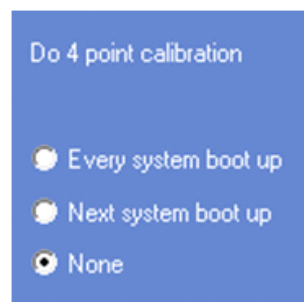 Do 4 point calibration
Every system boot up
Next system boot up
None